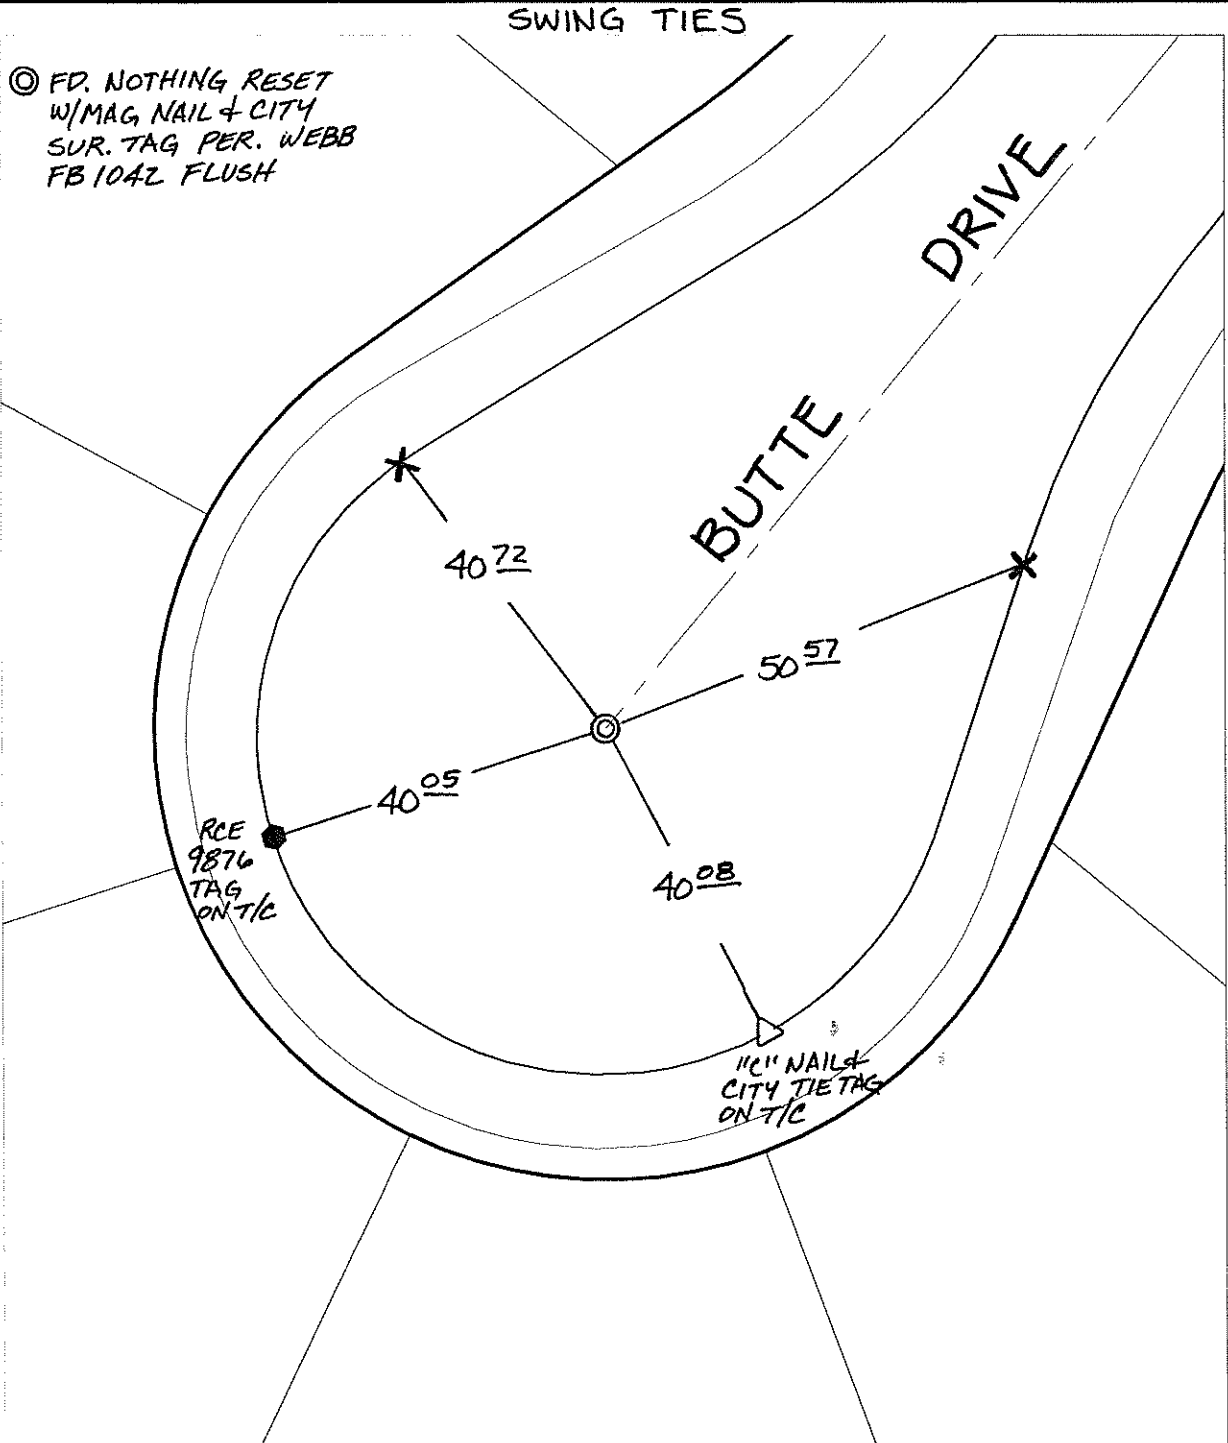 SWING TIES
FD. NOTHING RESET
W/MAG NAIL & CITY
SUR. TAG PER. WEBB
FB 1042 FLUSH
BUTTE DRIVE
40 72
50 57
40 05
40 08
RCE
9876
TAG
ON T/C
"C" NAIL &
CITY TIE TAG
ON T/C